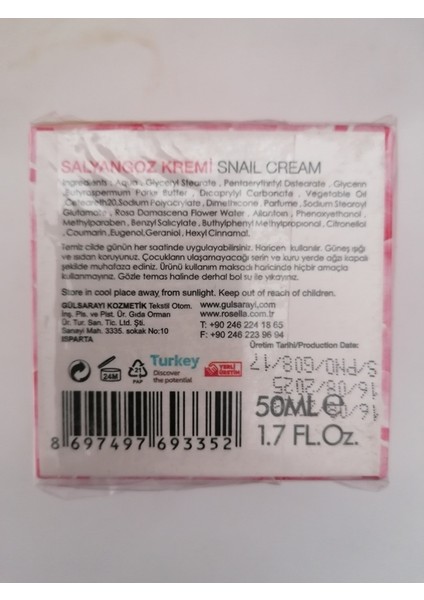 SALYANGOZ KREMİ SNAIL CREAM
Ingredients : Aqua , Glyceryl Stearate , Pentaerythrityl Distearate , Glycerin
, Butyrospermum Parkii Butter , Dicaprylyl Carbonate , Vegetable Oil
, Ceteareth20, Sodium Polyacrylate , Dimethicone , Parfume , Sodium Stearoyl
Glutamate , Rosa Damascena Flower Water , Allantoin , Phenoxyethanol ,
Methylparaben , Benzyl Salicylate , Buthylphenyl Methylpropional , Citronellol
, Coumarin , Eugenol, Geraniol , Hexyl Cinnamal.
Temiz cilde günün her saatinde uygulayabilirsiniz. Haricen kullanılır. Güneş ışığı
ve ısıdan koruyunuz. Çocukların ulaşamayacağı serin ve kuru yerde ağzı kapalı
şekilde muhafaza ediniz. Ürünü kullanım maksadı haricinde hiçbir amaçla
kullanmayınız. Gözle temas halinde derhal bol su ile durulayınız.
Store in cool place away from sunlight. Keep out of reach of children.
GÜLSARAYI KOZMETİK Tekstil Otom.
İnş. Pls. ve Plst. Ür. Gıda Orman
Ür. Tur. San. Tic. Ltd. Şti.
Sanayi Mah. 3335. sokak No:10
ISPARTA
www.gulsarayi.com
www.rosella.com.tr
T: +90 246 224 18 65
F: +90 246 223 96 94
Üretim Tarihi/Production Date:
S/PNO/G08/17
16/08/2025
24M
21
PAP
Turkey
Discover
the potential
YERLİ
ÜRETİM
50ML e
1.7 FL.Oz.
8 697497 693352